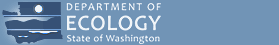 DEPARTMENT OF
ECOLOGY
State of Washington